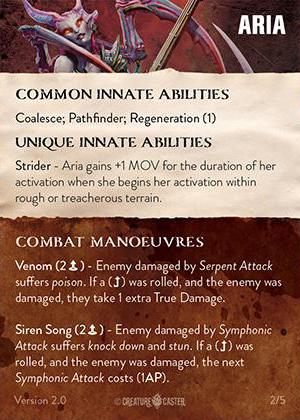 ARIA
COMMON INNATE ABILITIES
Coalesce; Pathfinder; Regeneration (1)
UNIQUE INNATE ABILITIES
Strider - Aria gains +1 MOV for the duration of her
activation when she begins her activation within
rough or treacherous terrain.
COMBAT MANOEUVRES
Venom (2) - Enemy damaged by Serpent Attack
suffers poison. If a () was rolled, and the enemy was
damaged, they take 1 extra True Damage.
Siren Song (2) - Enemy damaged by Symphonic
Attack suffers knock down and stun. If a () was
rolled, and the enemy was damaged, the next
Symphonic Attack costs (1AP).
Version 2.0
©CREATURE CASTER
2/5